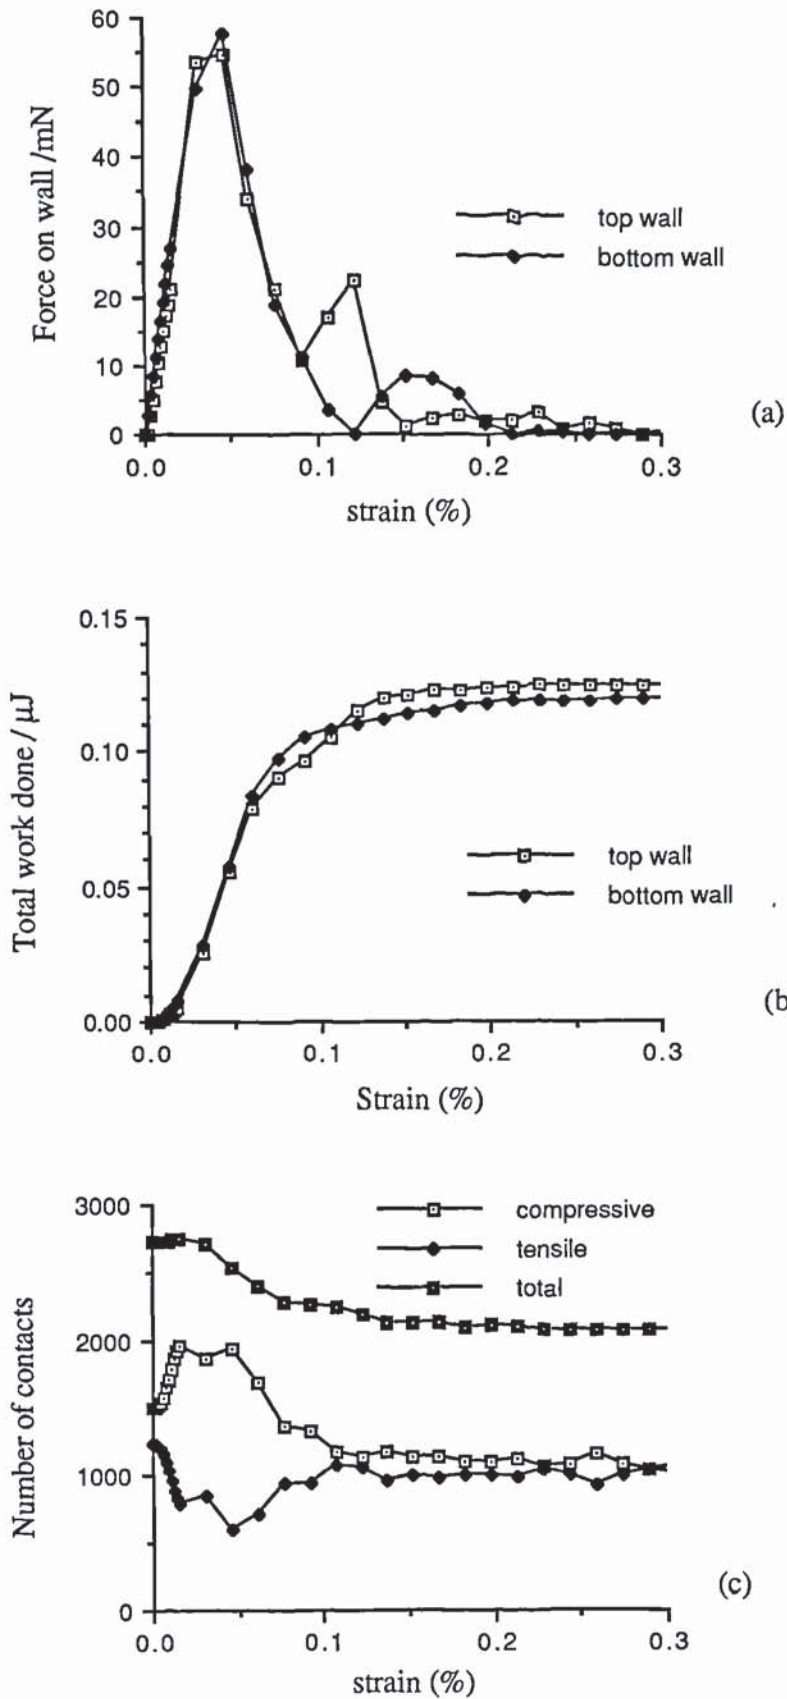 60
50
40
30
20
10
0
Force on wall /mN
top wall
bottom wall
0.0 0.1 0.2 0.3
strain (%)
(a)
0.15
0.10
0.05
0.00
Total work done / μJ
top wall
bottom wall
0.0 0.1 0.2 0.3
Strain (%)
(b
3000
2000
1000
0
Number of contacts
compressive
tensile
total
0.0 0.1 0.2 0.3
strain (%)
(c)